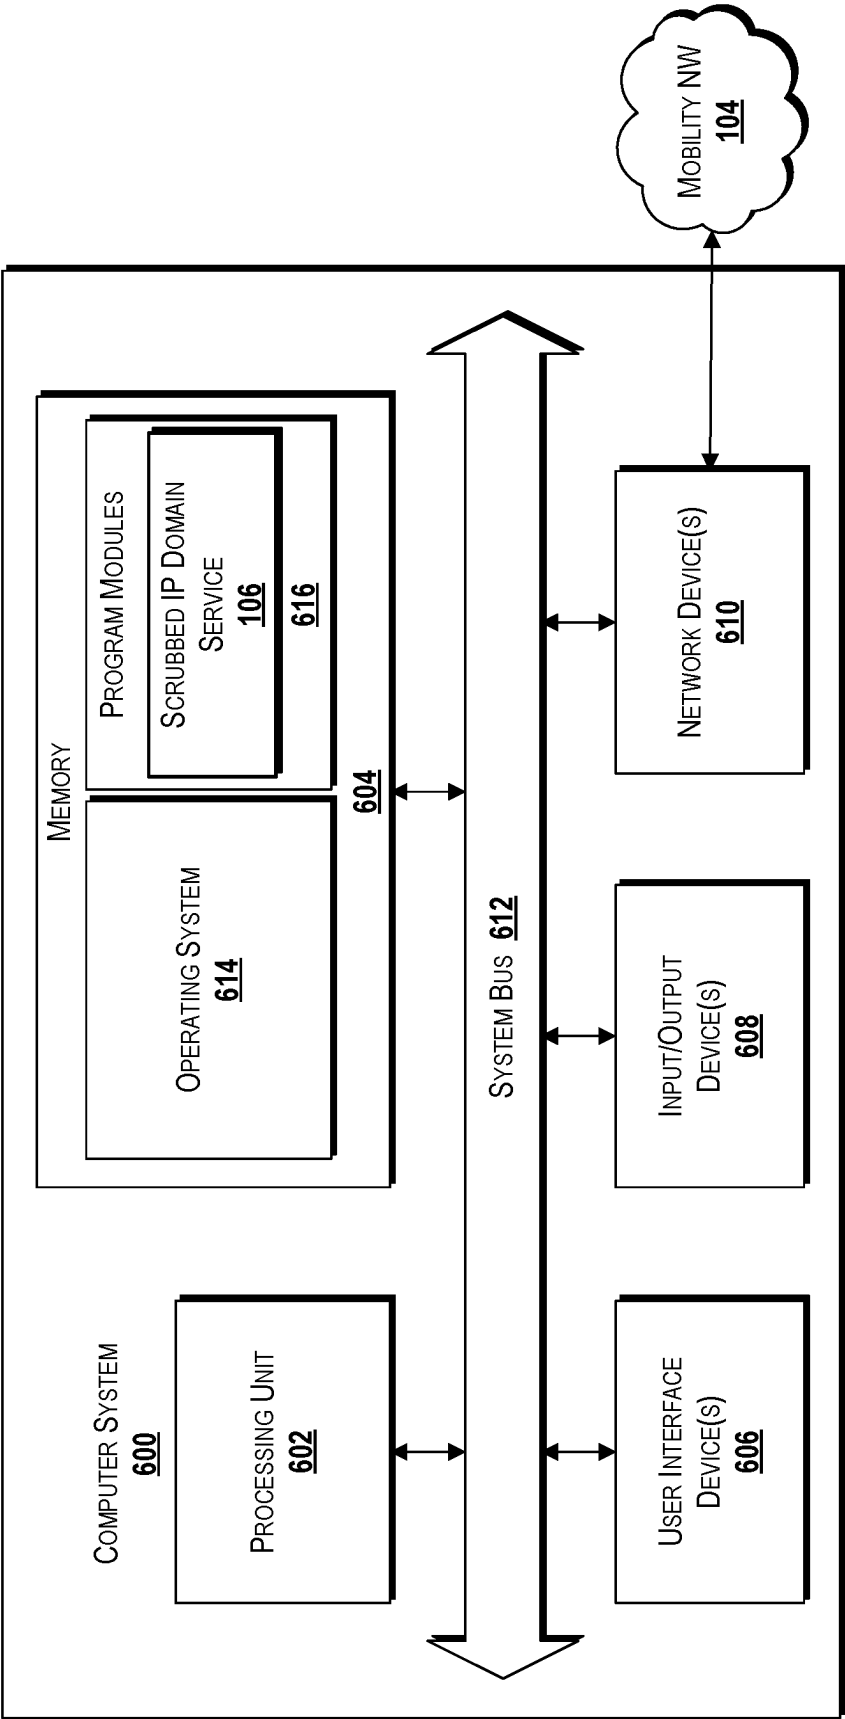 COMPUTER SYSTEM
600
PROCESSING UNIT
602
MEMORY
OPERATING SYSTEM
614
PROGRAM MODULES
SCRUBBED IP DOMAIN
SERVICE
106
616
604
SYSTEM BUS 612
USER INTERFACE
DEVICE(S)
606
INPUT/OUTPUT
DEVICE(S)
608
NETWORK DEVICE(S)
610
MOBILITY NW
104